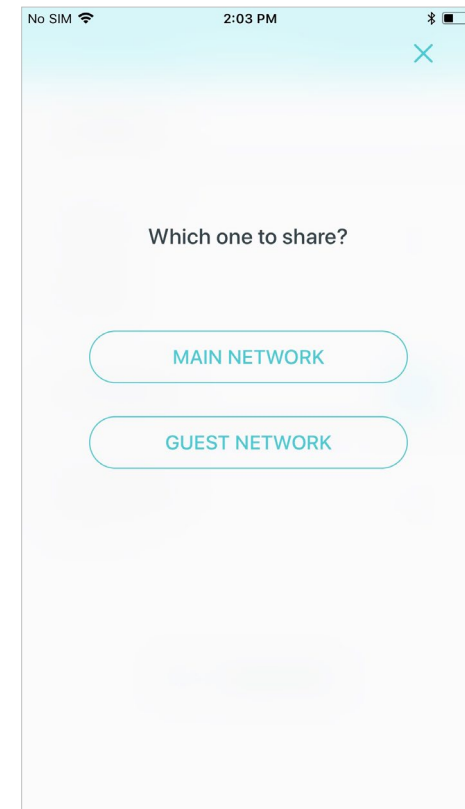 No SIM 2:03 PM
Which one to share?
MAIN NETWORK
GUEST NETWORK